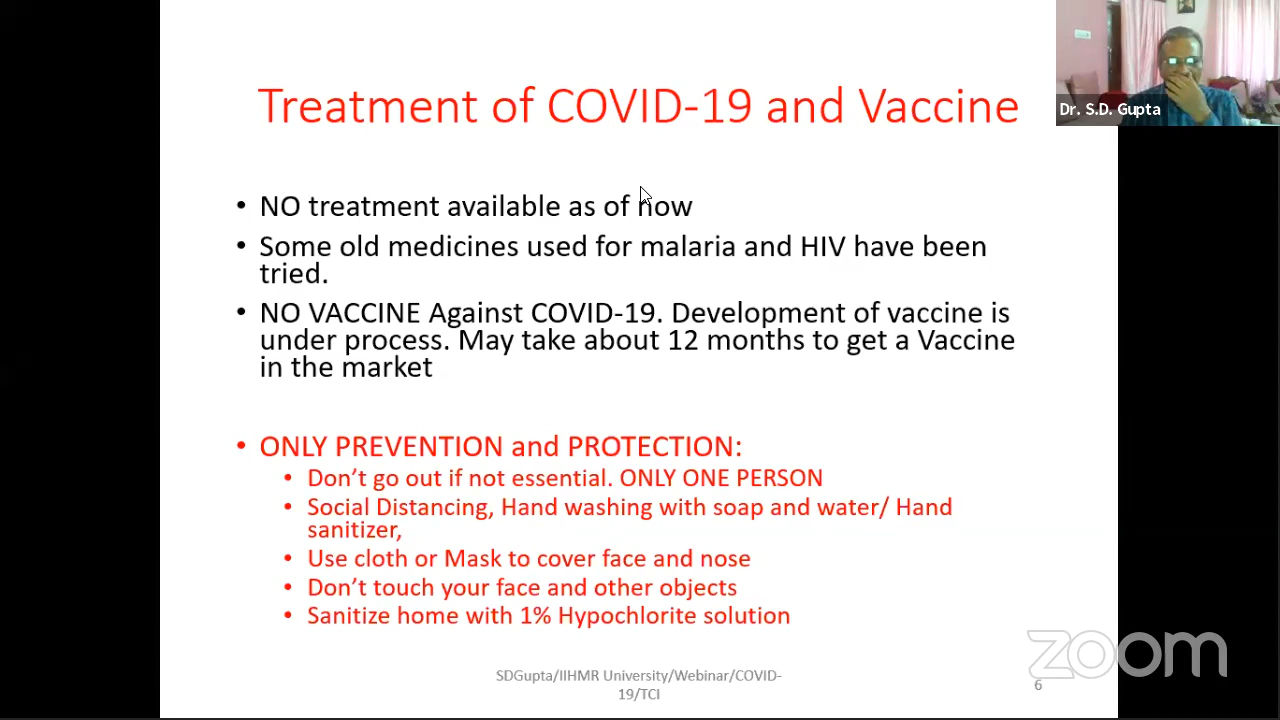 Treatment of COVID-19 and Vaccine
Dr. S.D. Gupta
• NO treatment available as of now
• Some old medicines used for malaria and HIV have been
tried.
• NO VACCINE Against COVID-19. Development of vaccine is
under process. May take about 12 months to get a Vaccine
in the market
• ONLY PREVENTION and PROTECTION:
• Don’t go out if not essential. ONLY ONE PERSON
• Social Distancing, Hand washing with soap and water/ Hand
sanitizer,
• Use cloth or Mask to cover face and nose
• Don’t touch your face and other objects
• Sanitize home with 1% Hypochlorite solution
SDGupta/IIHMR University/Webinar/COVID-
19/TCI
6
zoom